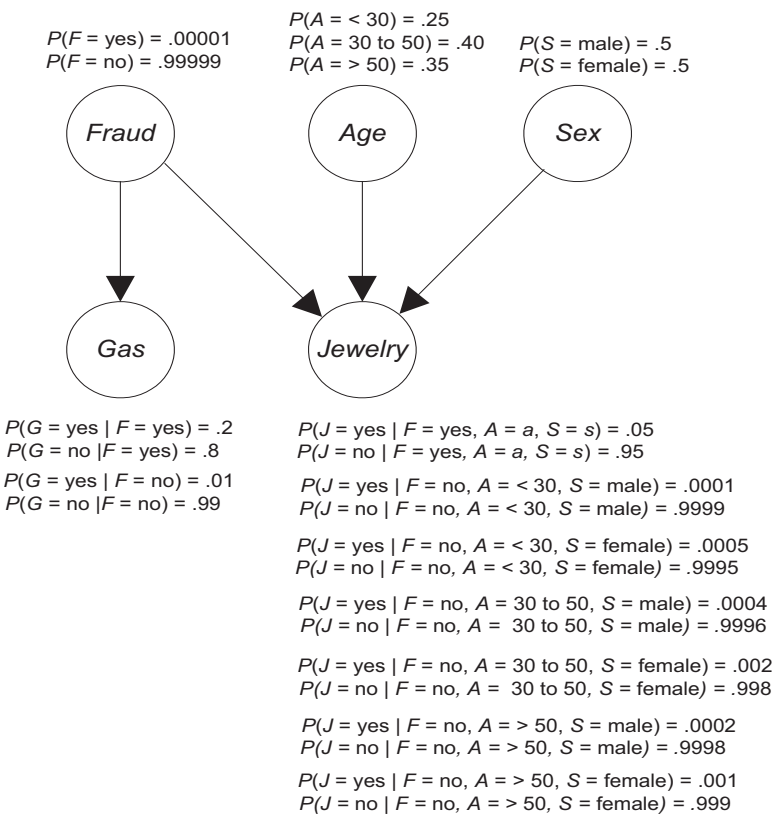 P(F = yes) = .00001
P(F = no) = .99999
P(A = < 30) = .25
P(A = 30 to 50) = .40
P(A = > 50) = .35
P(S = male) = .5
P(S = female) = .5
Fraud
Age
Sex
Gas
Jewelry
P(G = yes | F = yes) = .2
P(G = no |F = yes) = .8
P(G = yes | F = no) = .01
P(G = no |F = no) = .99
P(J = yes | F = yes, A = a, S = s) = .05
P(J = no | F = yes, A = a, S = s) = .95
P(J = yes | F = no, A = < 30, S = male) = .0001
P(J = no | F = no, A = < 30, S = male) = .9999
P(J = yes | F = no, A = < 30, S = female) = .0005
P(J = no | F = no, A = < 30, S = female) = .9995
P(J = yes | F = no, A = 30 to 50, S = male) = .0004
P(J = no | F = no, A = 30 to 50, S = male) = .9996
P(J = yes | F = no, A = 30 to 50, S = female) = .002
P(J = no | F = no, A = 30 to 50, S = female) = .998
P(J = yes | F = no, A = > 50, S = male) = .0002
P(J = no | F = no, A = > 50, S = male) = .9998
P(J = yes | F = no, A = > 50, S = female) = .001
P(J = no | F = no, A = > 50, S = female) = .999